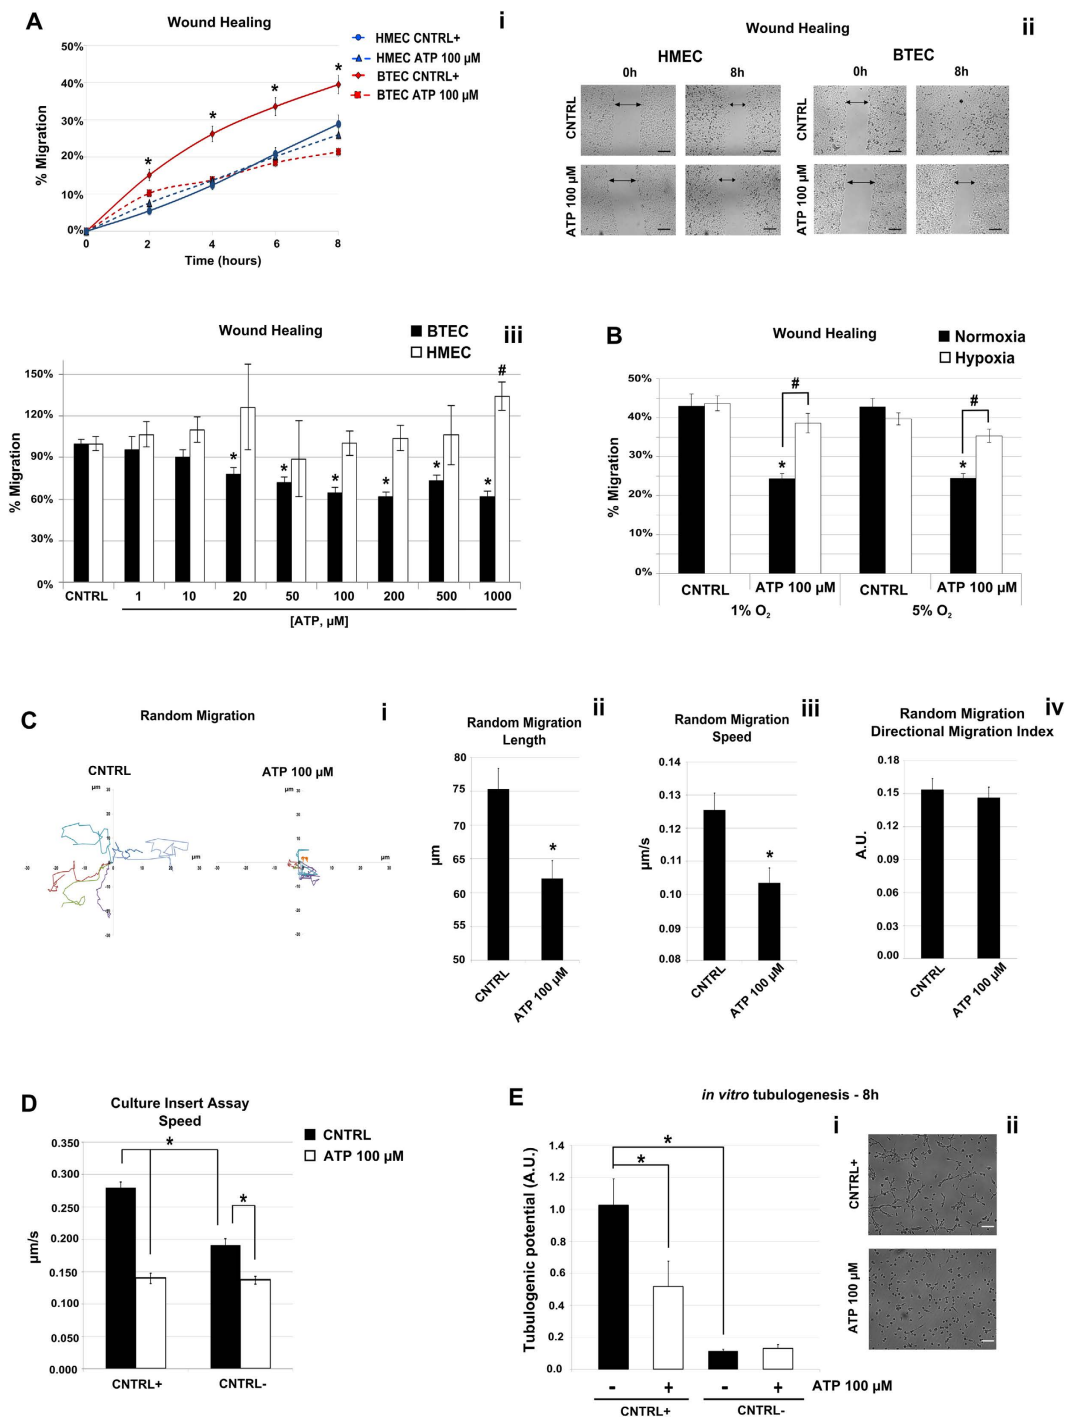 A
Wound Healing
i
HMEC CNTRL+
HMEC ATP 100 µM
BTEC CNTRL+
BTEC ATP 100 µM
50%
40%
30%
20%
10%
0%
% Migration
* * * *
0 2 4 6 8
Time (hours)
ii
Wound Healing
HMEC BTEC
0h 8h 0h 8h
CNTRL
ATP 100 µM
Wound Healing
iii
BTEC
HMEC
150%
120%
90%
60%
30%
0%
% Migration
* * * * * * #
CNTRL 1 10 20 50 100 200 500 1000
[ATP, µM]
B
Wound Healing
Normoxia
Hypoxia
50%
40%
30%
20%
10%
0%
% Migration
# #
* *
CNTRL ATP 100 µM CNTRL ATP 100 µM
1% O₂ 5% O₂
C
Random Migration
i
CNTRL ATP 100 µM
µm µm
µm µm
ii
Random Migration
Length
80
75
70
65
60
55
50
µm
*
CNTRL
ATP 100 µM
iii
Random Migration
Speed
0.14
0.13
0.12
0.11
0.10
0.09
0.08
µm/s
*
CNTRL
ATP 100 µM
iv
Random Migration
Directional Migration Index
0.18
0.15
0.12
0.09
0.06
0.03
0.00
A.U.
CNTRL
ATP 100 µM
D
Culture Insert Assay
Speed
CNTRL
ATP 100 µM
0.350
0.300
0.250
0.200
0.150
0.100
0.050
0.000
µm/s
*
*
CNTRL+ CNTRL-
E
in vitro tubulogenesis - 8h
i
1.4
1.2
1.0
0.8
0.6
0.4
0.2
0.0
Tubulogenic potential (A.U.)
*
*
- + - + ATP 100 µM
CNTRL+ CNTRL-
ii
CNTRL+
ATP 100 µM